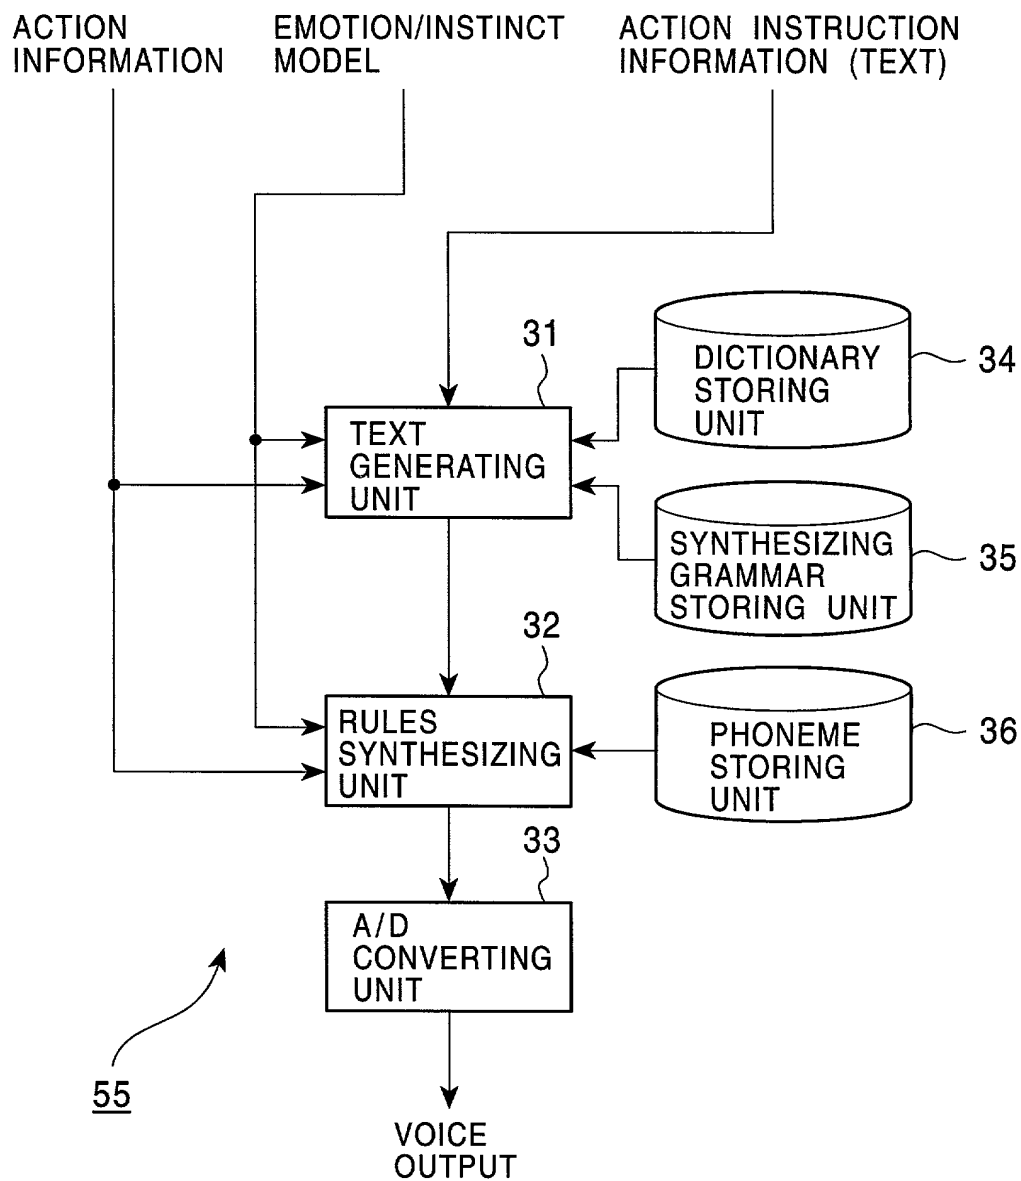 ACTION
INFORMATION
EMOTION/INSTINCT
MODEL
ACTION INSTRUCTION
INFORMATION (TEXT)
31
TEXT
GENERATING
UNIT
DICTIONARY
STORING
UNIT
34
SYNTHESIZING
GRAMMAR
STORING UNIT
35
32
RULES
SYNTHESIZING
UNIT
PHONEME
STORING
UNIT
36
33
A/D
CONVERTING
UNIT
55
VOICE
OUTPUT